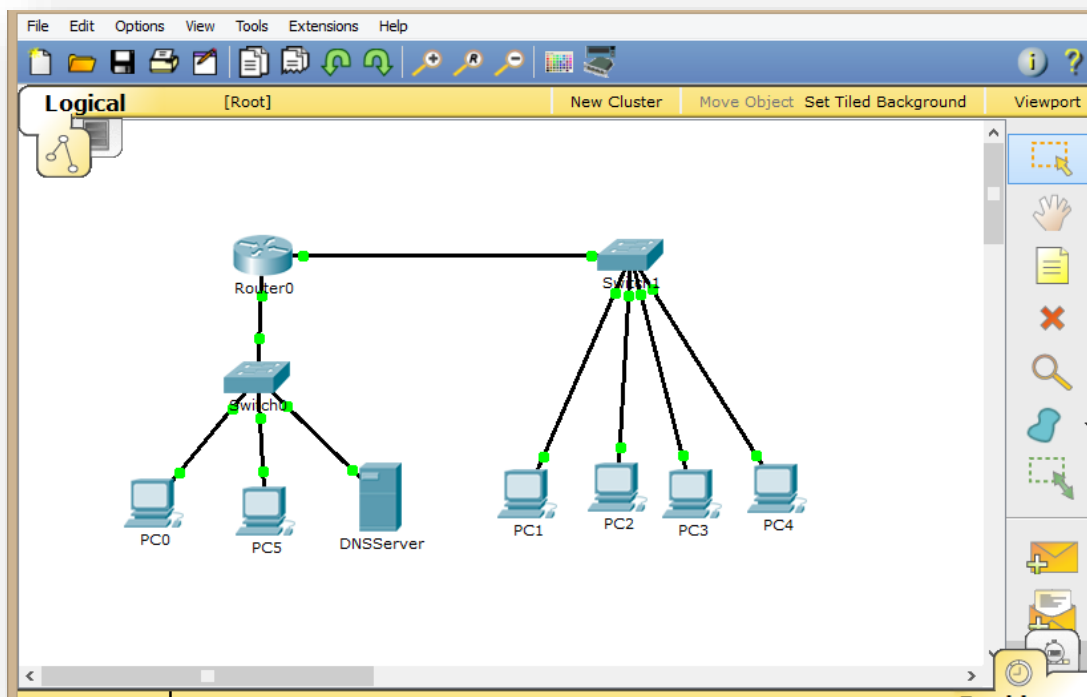 File Edit Options View Tools Extensions Help
R
i ?
Logical [Root] New Cluster Move Object Set Tiled Background Viewport
Router0
Switch1
Switch0
PC0
PC5
DNSServer
PC1
PC2
PC3
PC4